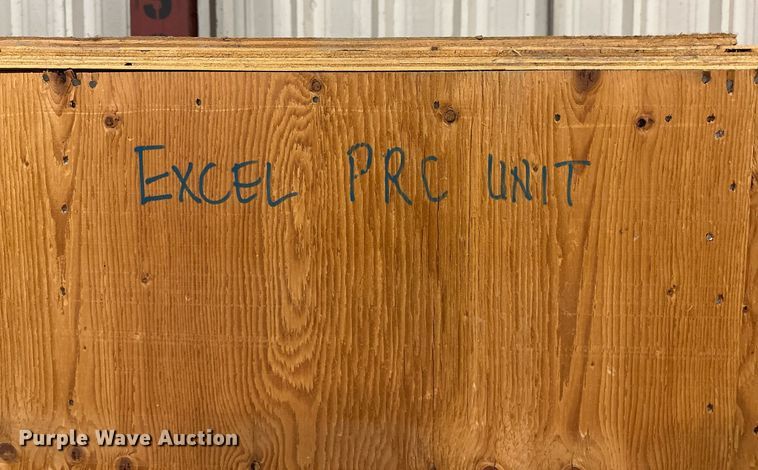 EXCEL PRC UNIT
Purple Wave Auction